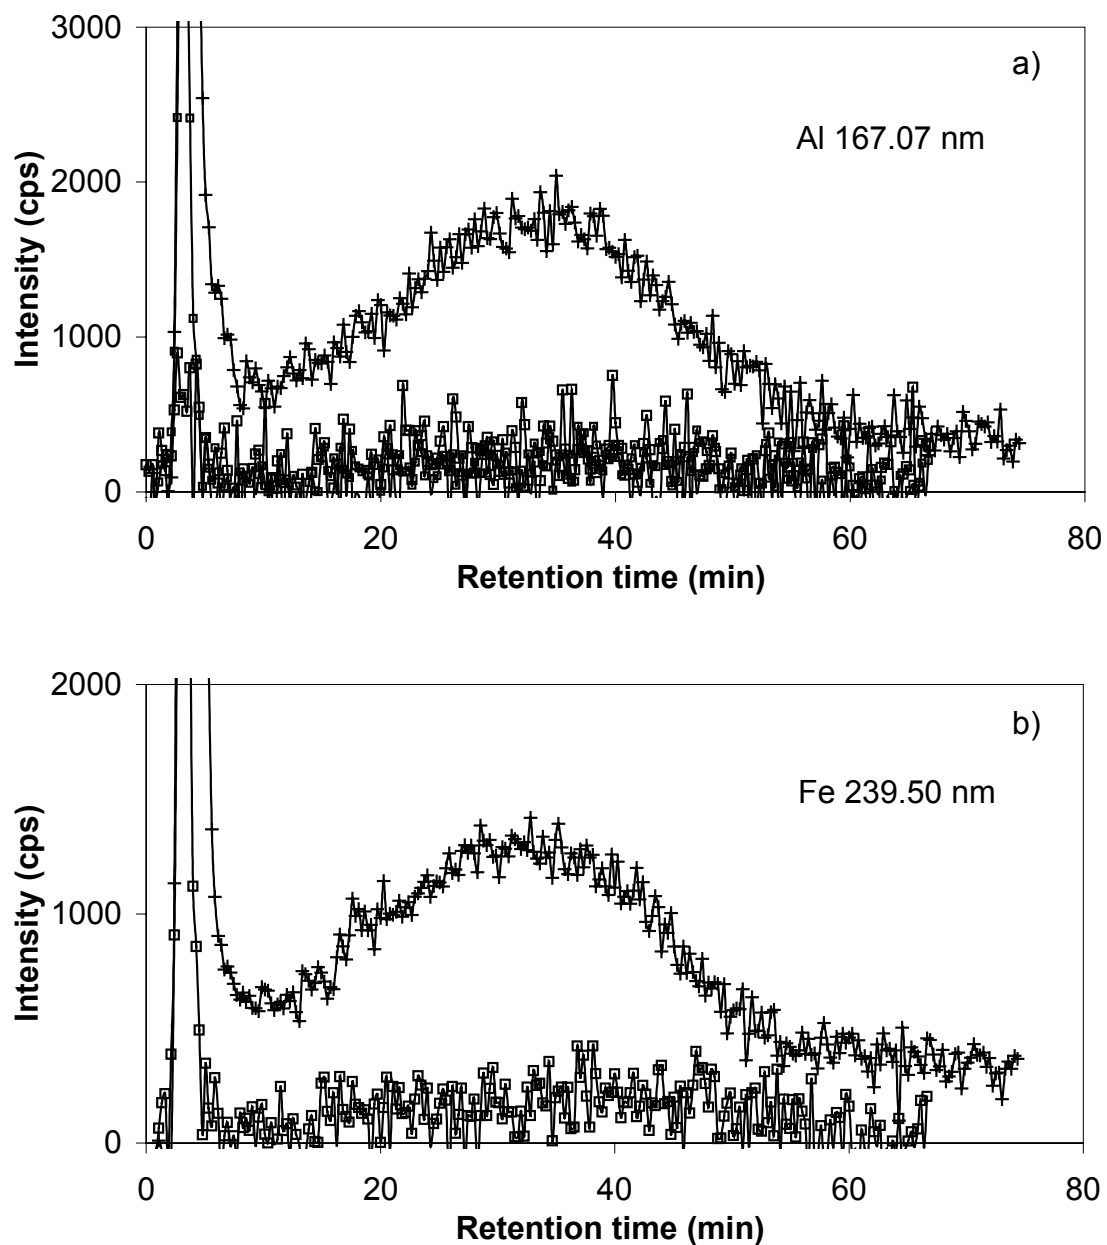 3000
a)
Al 167.07 nm
2000
1000
0
Intensity (cps)
0 20 40 60 80
Retention time (min)
2000
b)
Fe 239.50 nm
1000
0
Intensity (cps)
0 20 40 60 80
Retention time (min)